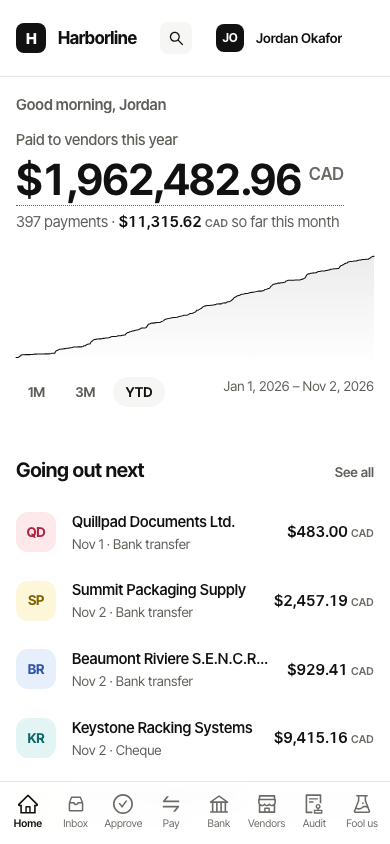 H Harborline JO Jordan Okafor
Good morning, Jordan
Paid to vendors this year
$1,962,482.96 CAD
397 payments · $11,315.62 CAD so far this month
1M 3M YTD Jan 1, 2026 – Nov 2, 2026
Going out next See all
QD Quillpad Documents Ltd. $483.00 CAD
Nov 1 · Bank transfer
SP Summit Packaging Supply $2,457.19 CAD
Nov 2 · Bank transfer
BR Beaumont Riviere S.E.N.C.R... $929.41 CAD
Nov 2 · Bank transfer
KR Keystone Racking Systems $9,415.16 CAD
Nov 2 · Cheque
Home Inbox Approve Pay Bank Vendors Audit Fool us